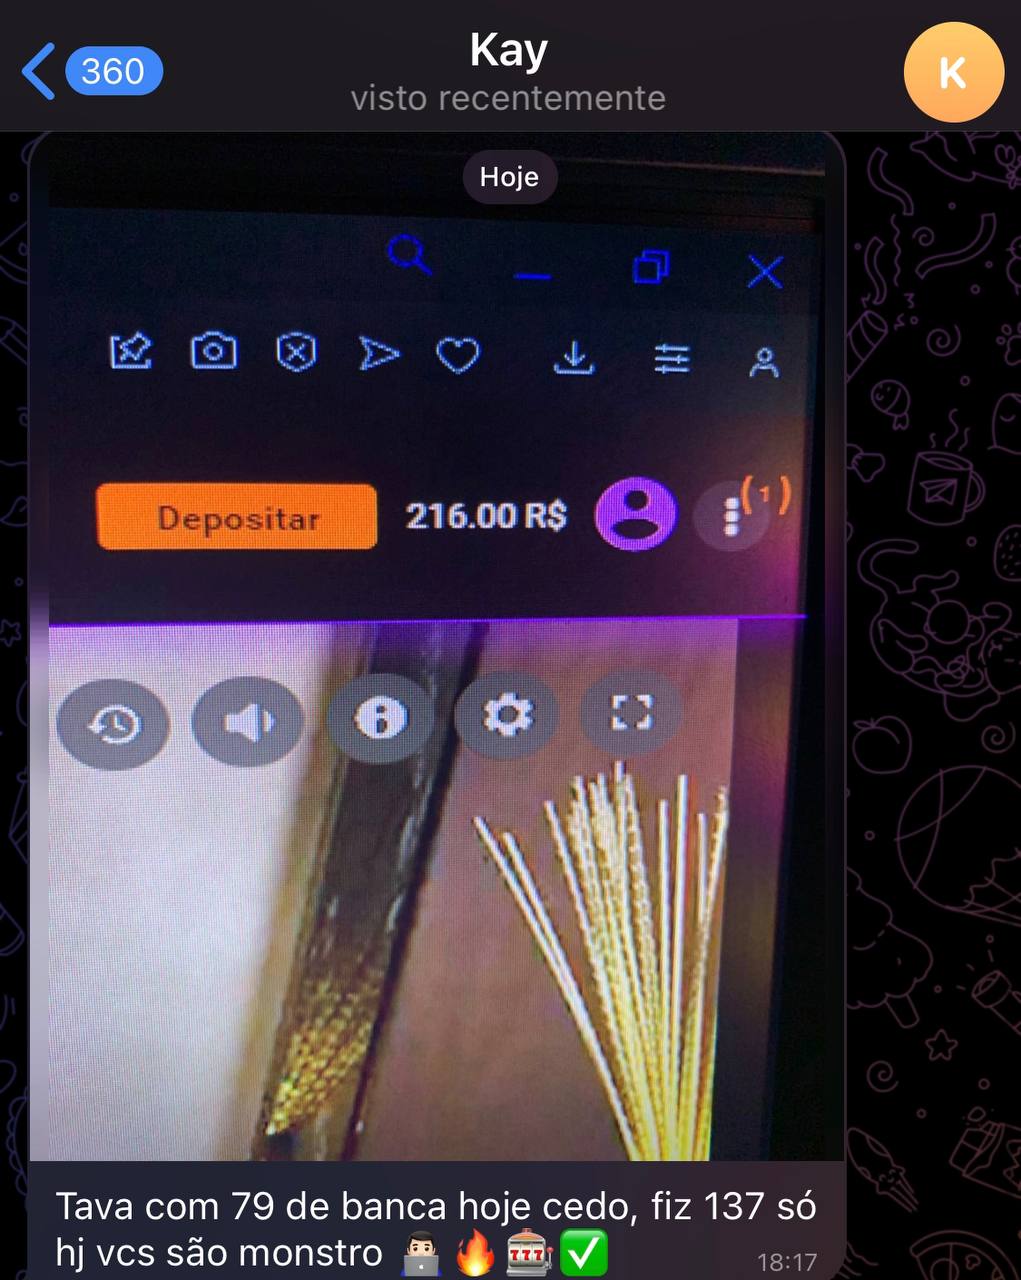 360
Kay
visto recentemente
K
Hoje
Depositar 216.00 R$ (1)
Tava com 79 de banca hoje cedo, fiz 137 só
hj vcs são monstro 👨🏻‍💻 🔥 🎰 ✅
18:17